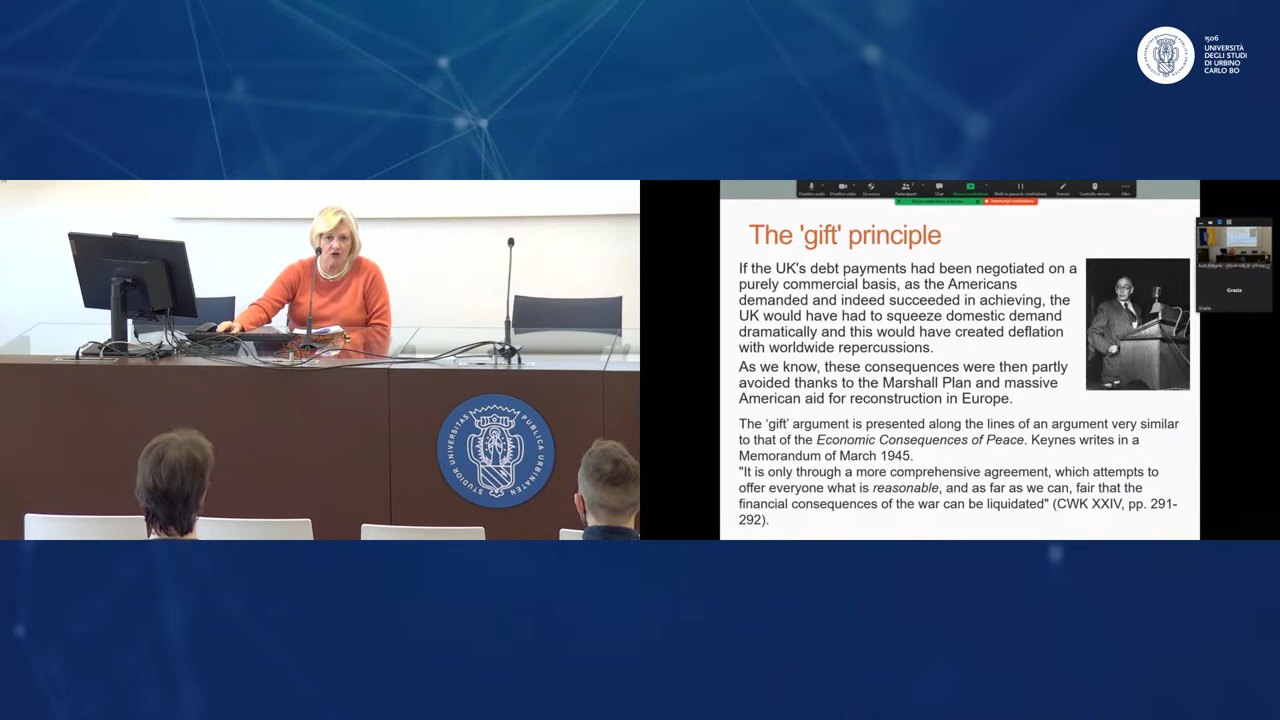 1506
UNIVERSITÀ
DEGLI STUDI
DI URBINO
CARLO BO
STUDIOR UNIVERSITAS PUBLICA URBINATEN
The 'gift' principle
If the UK's debt payments had been negotiated on a
purely commercial basis, as the Americans
demanded and indeed succeeded in achieving, the
UK would have had to squeeze domestic demand
dramatically and this would have created deflation
with worldwide repercussions.
As we know, these consequences were then partly
avoided thanks to the Marshall Plan and massive
American aid for reconstruction in Europe.
The 'gift' argument is presented along the lines of an argument very similar
to that of the Economic Consequences of Peace. Keynes writes in a
Memorandum of March 1945.
"It is only through a more comprehensive agreement, which attempts to
offer everyone what is reasonable, and as far as we can, fair that the
financial consequences of the war can be liquidated" (CWK XXIV, pp. 291-
292).
Grazia